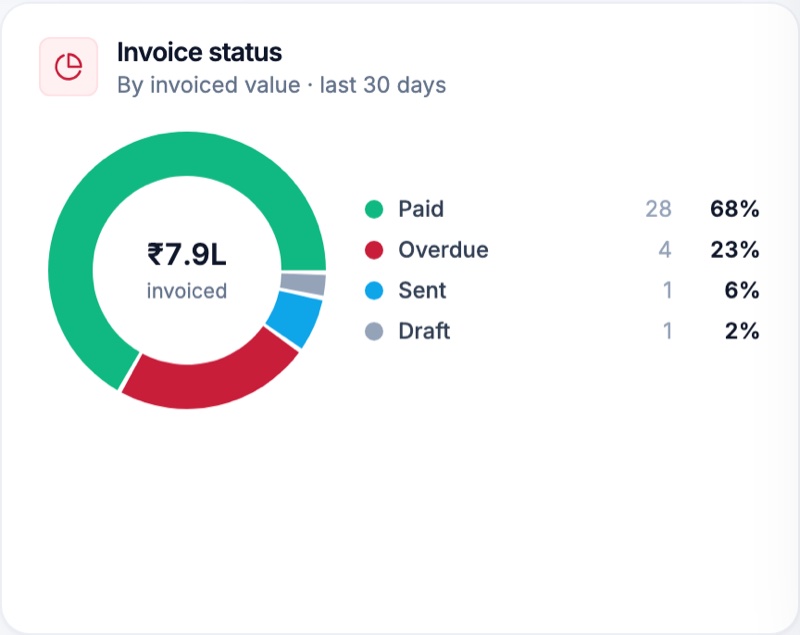 Invoice status
By invoiced value · last 30 days
₹7.9L
invoiced
Paid 28 68%
Overdue 4 23%
Sent 1 6%
Draft 1 2%